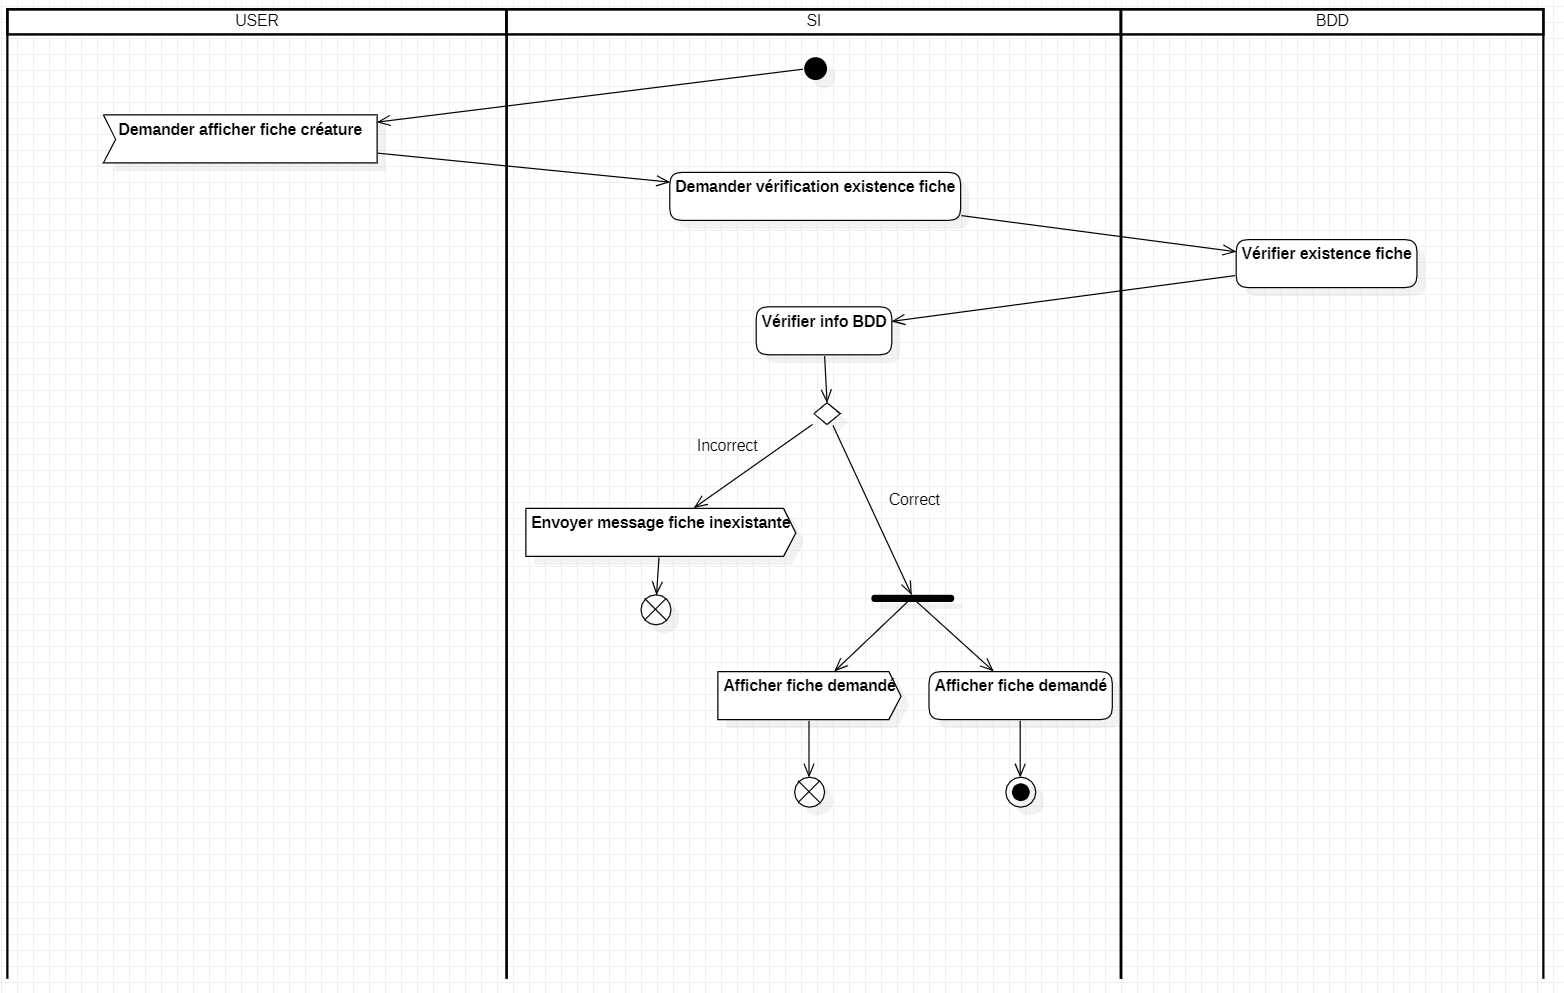 USER
SI
BDD
Demander afficher fiche créature
Demander vérification existence fiche
Vérifier existence fiche
Vérifier info BDD
Incorrect
Correct
Envoyer message fiche inexistante
Afficher fiche demandé
Afficher fiche demandé